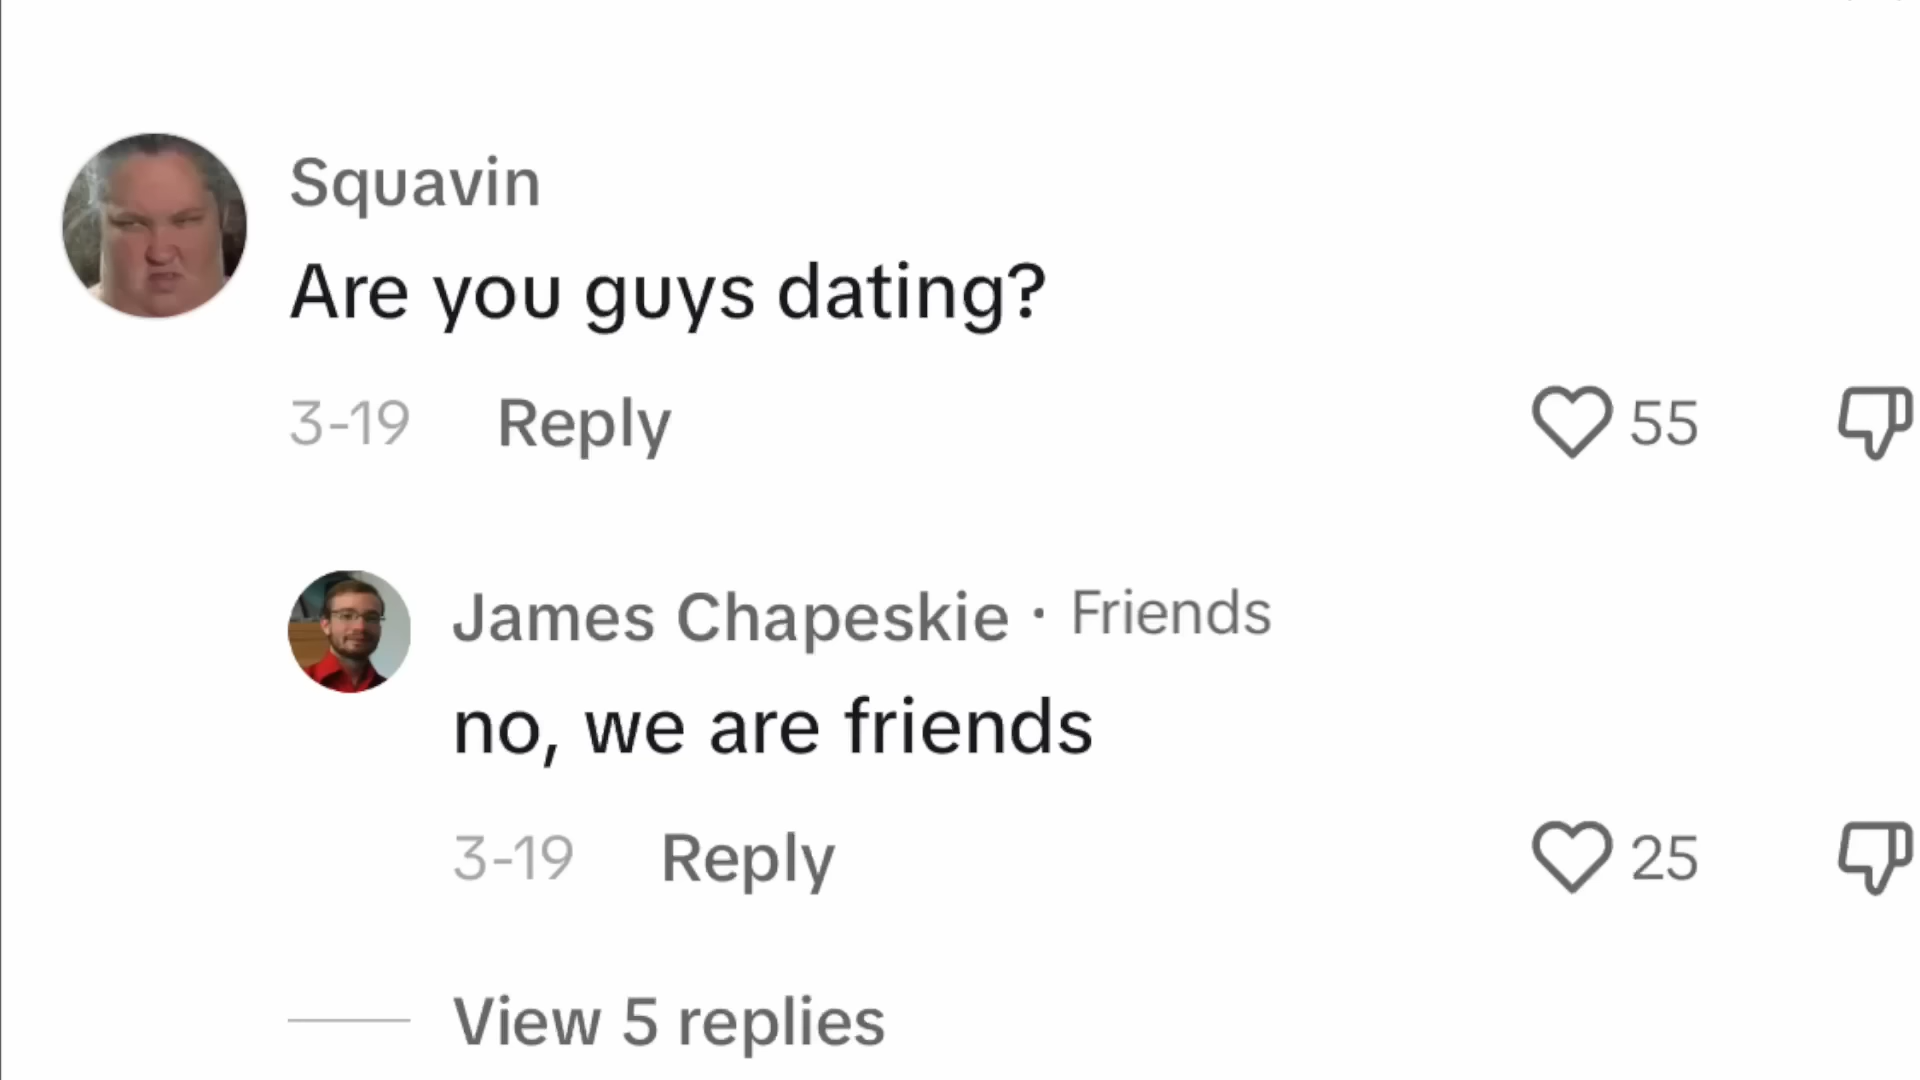 Squavin
Are you guys dating?
3-19 Reply 55
James Chapeskie · Friends
no, we are friends
3-19 Reply 25
View 5 replies